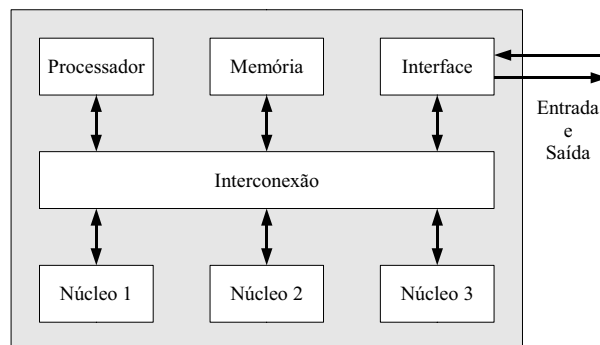 Processador
Memória
Interface
Entrada
e
Saída
Interconexão
Núcleo 1
Núcleo 2
Núcleo 3